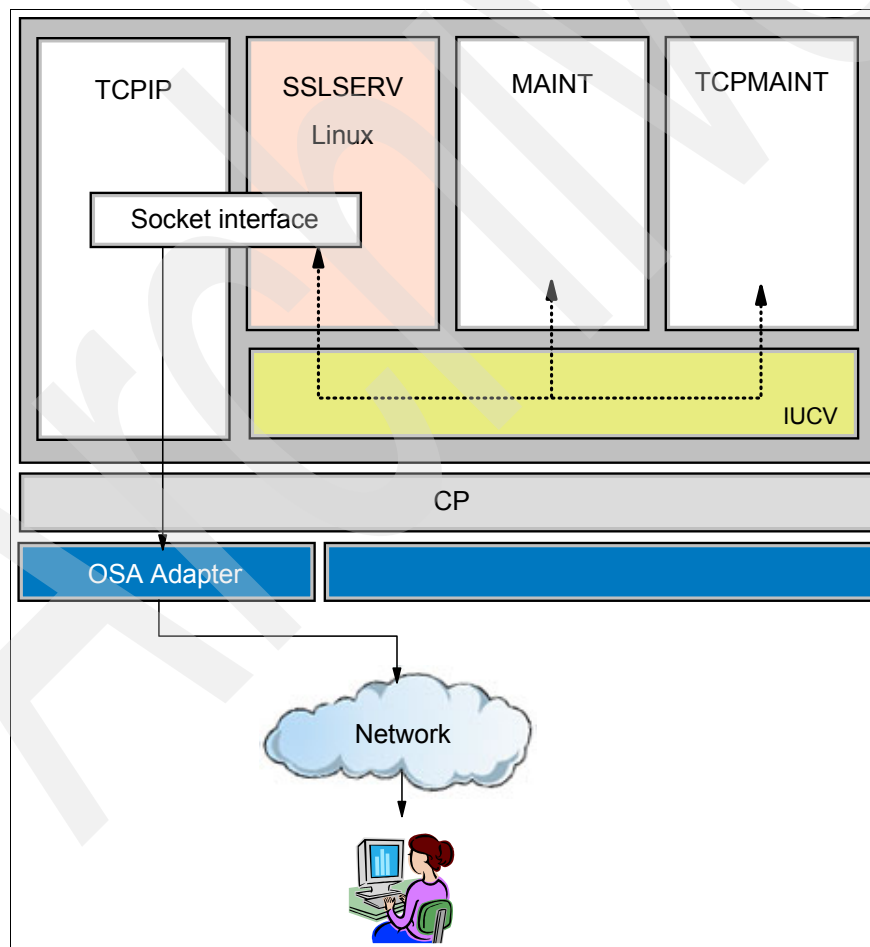 TCPIP
SSLSERV
Linux
MAINT
TCPMAINT
Socket interface
IUCV
CP
OSA Adapter
Network